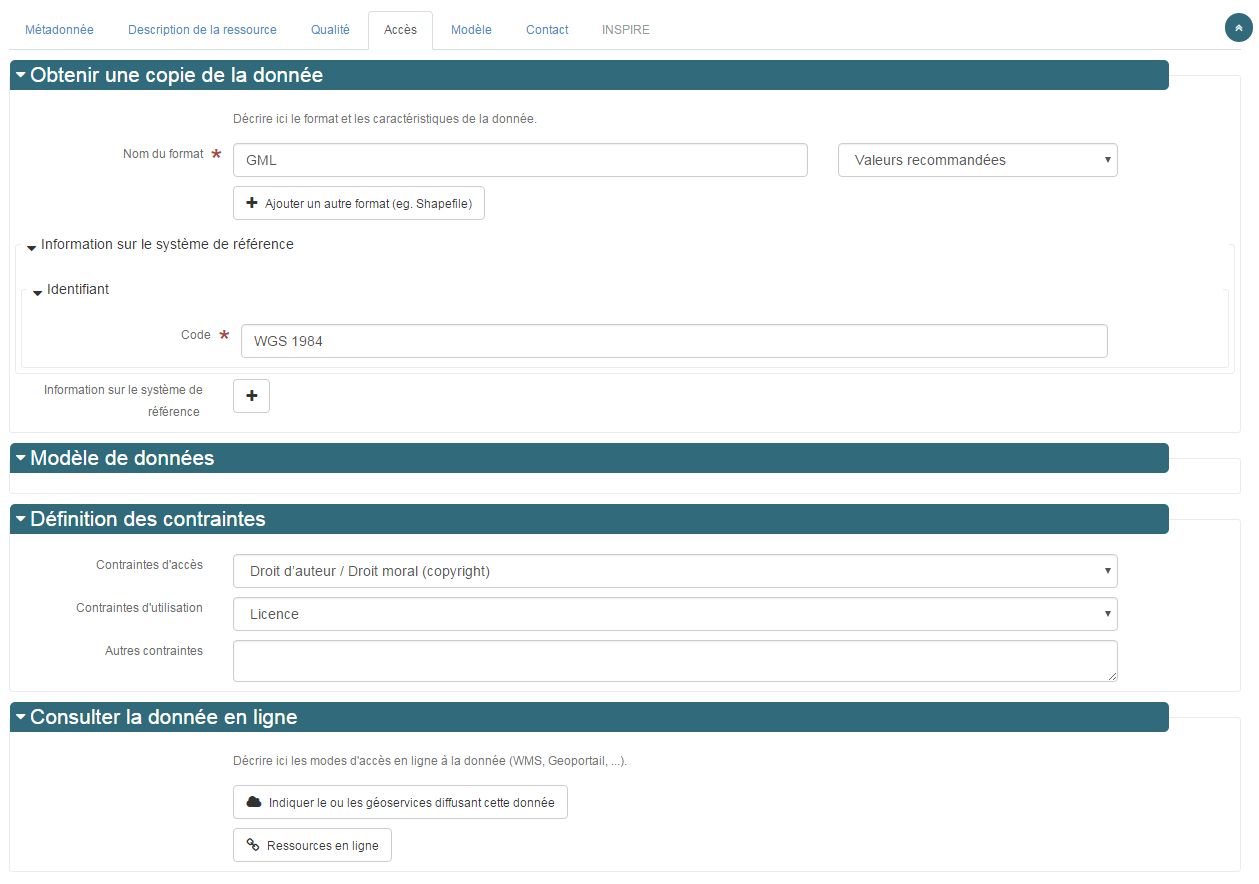 Métadonnée Description de la ressource Qualité Accès Modèle Contact INSPIRE
Obtenir une copie de la donnée
Décrire ici le format et les caractéristiques de la donnée.
Nom du format * GML Valeurs recommandées
Ajouter un autre format (eg. Shapefile)
Information sur le système de référence
Identifiant
Code * WGS 1984
Information sur le système de
référence
Modèle de données
Définition des contraintes
Contraintes d'accès Droit d’auteur / Droit moral (copyright)
Contraintes d'utilisation Licence
Autres contraintes
Consulter la donnée en ligne
Décrire ici les modes d'accès en ligne à la donnée (WMS, Geoportail, ...).
Indiquer le ou les géoservices diffusant cette donnée
Ressources en ligne